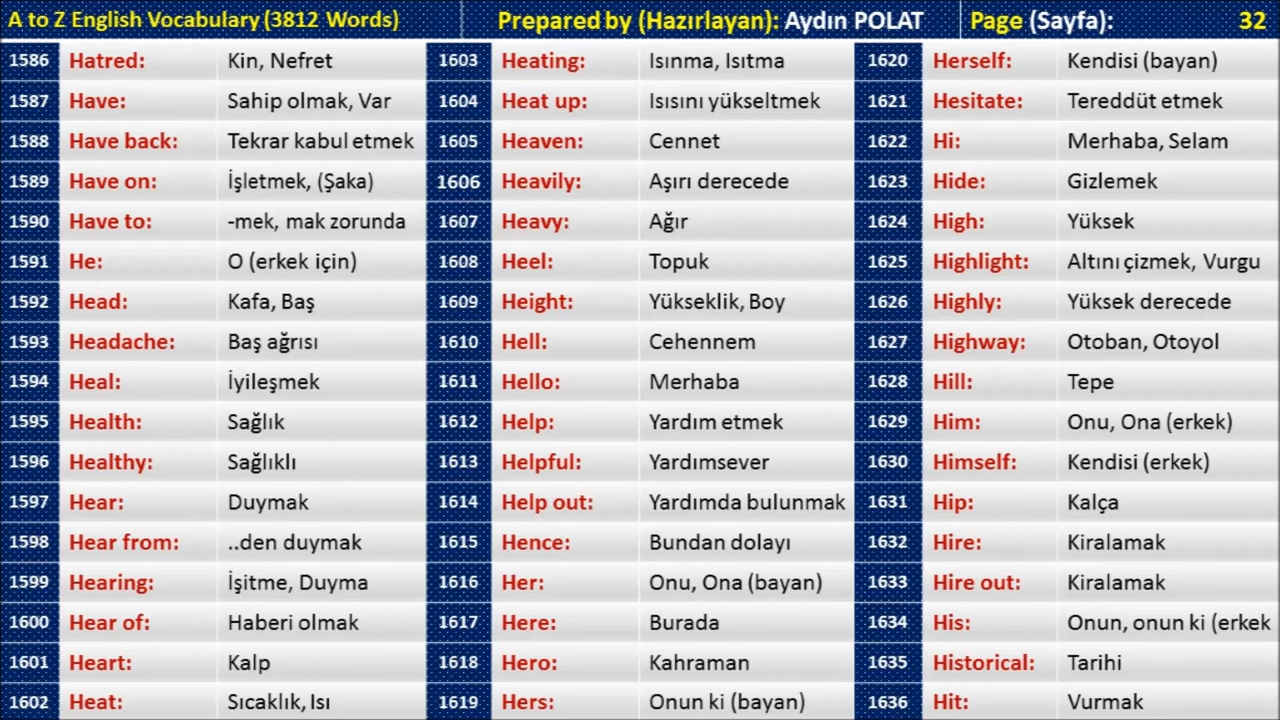 A to Z English Vocabulary (3812 Words) Prepared by (Hazırlayan): Aydın POLAT Page (Sayfa): 32
1586 Hatred: Kin, Nefret
1587 Have: Sahip olmak, Var
1588 Have back: Tekrar kabul etmek
1589 Have on: İşletmek, (Şaka)
1590 Have to: -mek, mak zorunda
1591 He: O (erkek için)
1592 Head: Kafa, Baş
1593 Headache: Baş ağrısı
1594 Heal: İyileşmek
1595 Health: Sağlık
1596 Healthy: Sağlıklı
1597 Hear: Duymak
1598 Hear from: ..den duymak
1599 Hearing: İşitme, Duyma
1600 Hear of: Haberi olmak
1601 Heart: Kalp
1602 Heat: Sıcaklık, Isı
1603 Heating: Isınma, Isıtma
1604 Heat up: Isısını yükseltmek
1605 Heaven: Cennet
1606 Heavily: Aşırı derecede
1607 Heavy: Ağır
1608 Heel: Topuk
1609 Height: Yükseklik, Boy
1610 Hell: Cehennem
1611 Hello: Merhaba
1612 Help: Yardım etmek
1613 Helpful: Yardımsever
1614 Help out: Yardımda bulunmak
1615 Hence: Bundan dolayı
1616 Her: Onu, Ona (bayan)
1617 Here: Burada
1618 Hero: Kahraman
1619 Hers: Onun ki (bayan)
1620 Herself: Kendisi (bayan)
1621 Hesitate: Tereddüt etmek
1622 Hi: Merhaba, Selam
1623 Hide: Gizlemek
1624 High: Yüksek
1625 Highlight: Altını çizmek, Vurgu
1626 Highly: Yüksek derecede
1627 Highway: Otoban, Otoyol
1628 Hill: Tepe
1629 Him: Onu, Ona (erkek)
1630 Himself: Kendisi (erkek)
1631 Hip: Kalça
1632 Hire: Kiralamak
1633 Hire out: Kiralamak
1634 His: Onun, onun ki (erkek
1635 Historical: Tarihi
1636 Hit: Vurmak